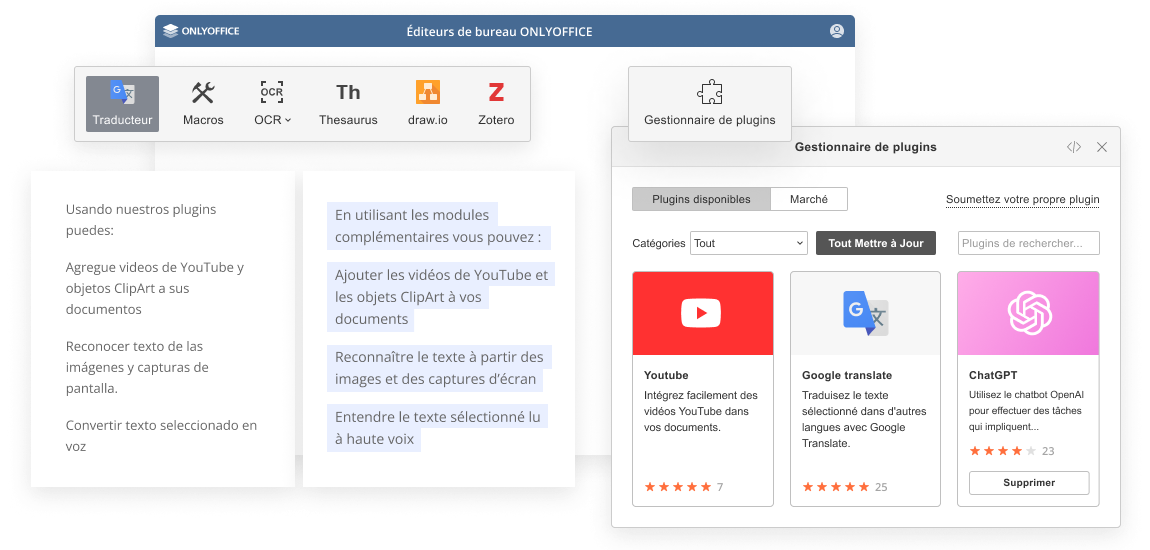 ONLYOFFICE
Éditeurs de bureau ONLYOFFICE
Traducteur
Macros
OCR
OCR
Th
Thesaurus
draw.io
Z
Zotero
Gestionnaire de plugins
Usando nuestros plugins
puedes:
Agregue videos de YouTube y
objetos ClipArt a sus
documentos
Reconocer texto de las
imágenes y capturas de
pantalla.
Convertir texto seleccionado en
voz
En utilisant les modules
complémentaires vous pouvez :
Ajouter les vidéos de YouTube et
les objets ClipArt à vos
documents
Reconnaître le texte à partir des
images et des captures d’écran
Entendre le texte sélectionné lu
à haute voix
Gestionnaire de plugins
Plugins disponibles
Marché
Soumettez votre propre plugin
Catégories
Tout
Tout Mettre à Jour
Plugins de rechercher...
Youtube
Intégrez facilement des
vidéos YouTube dans
vos documents.
7
Google translate
Traduisez le texte
sélectionné dans d'autres
langues avec Google
Translate.
25
ChatGPT
Utilisez le chatbot OpenAI
pour effectuer des tâches
qui impliquent...
23
Supprimer